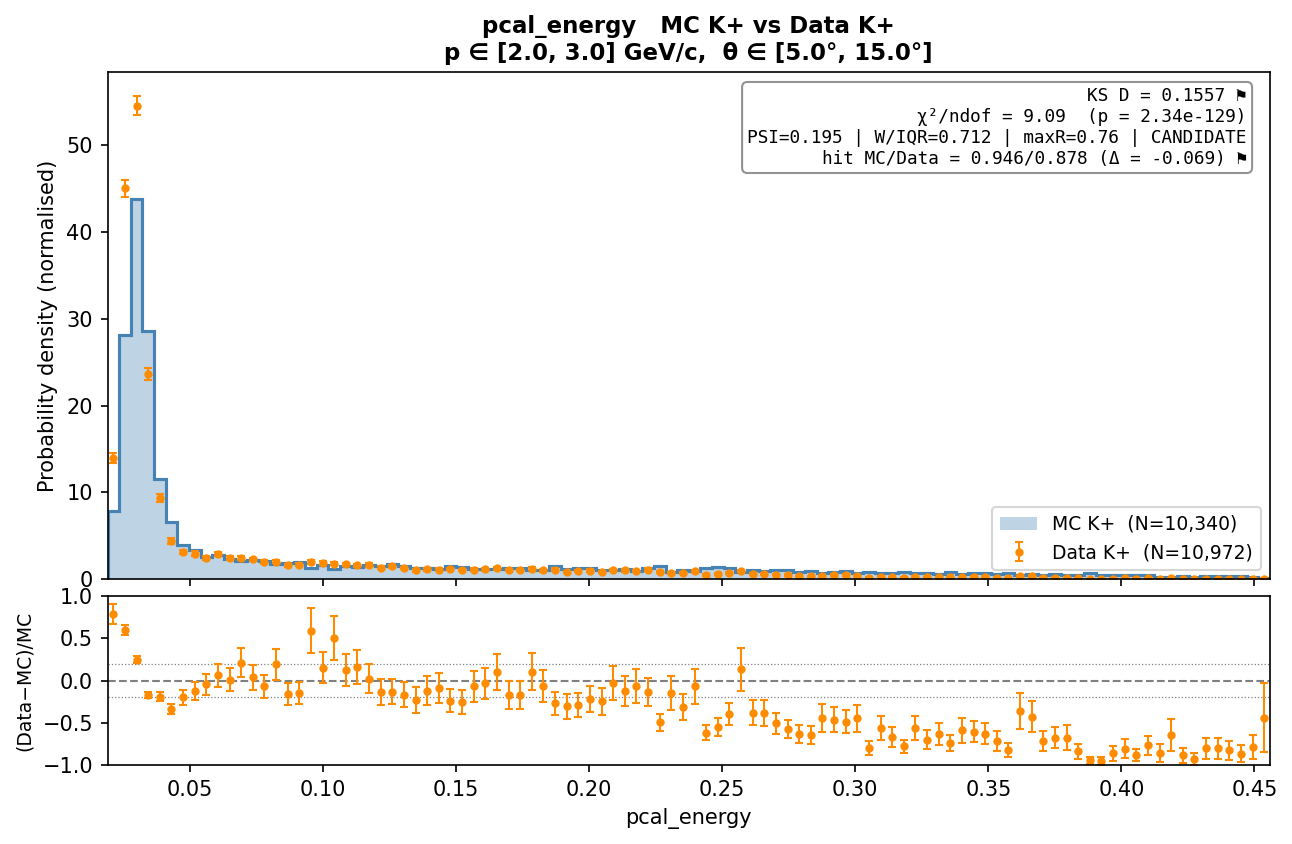 pcal_energy   MC K+ vs Data K+
p ∈ [2.0, 3.0] GeV/c,  θ ∈ [5.0°, 15.0°]
KS D = 0.1557 ⚑
χ²/ndof = 9.09  (p = 2.34e-129)
PSI=0.195 | W/IQR=0.712 | maxR=0.76 | CANDIDATE
hit MC/Data = 0.946/0.878 (Δ = -0.069) ⚑
Probability density (normalised)
50
40
30
20
10
0
MC K+  (N=10,340)
Data K+  (N=10,972)
(Data−MC)/MC
1.0
0.5
0.0
−0.5
−1.0
0.05 0.10 0.15 0.20 0.25 0.30 0.35 0.40 0.45
pcal_energy